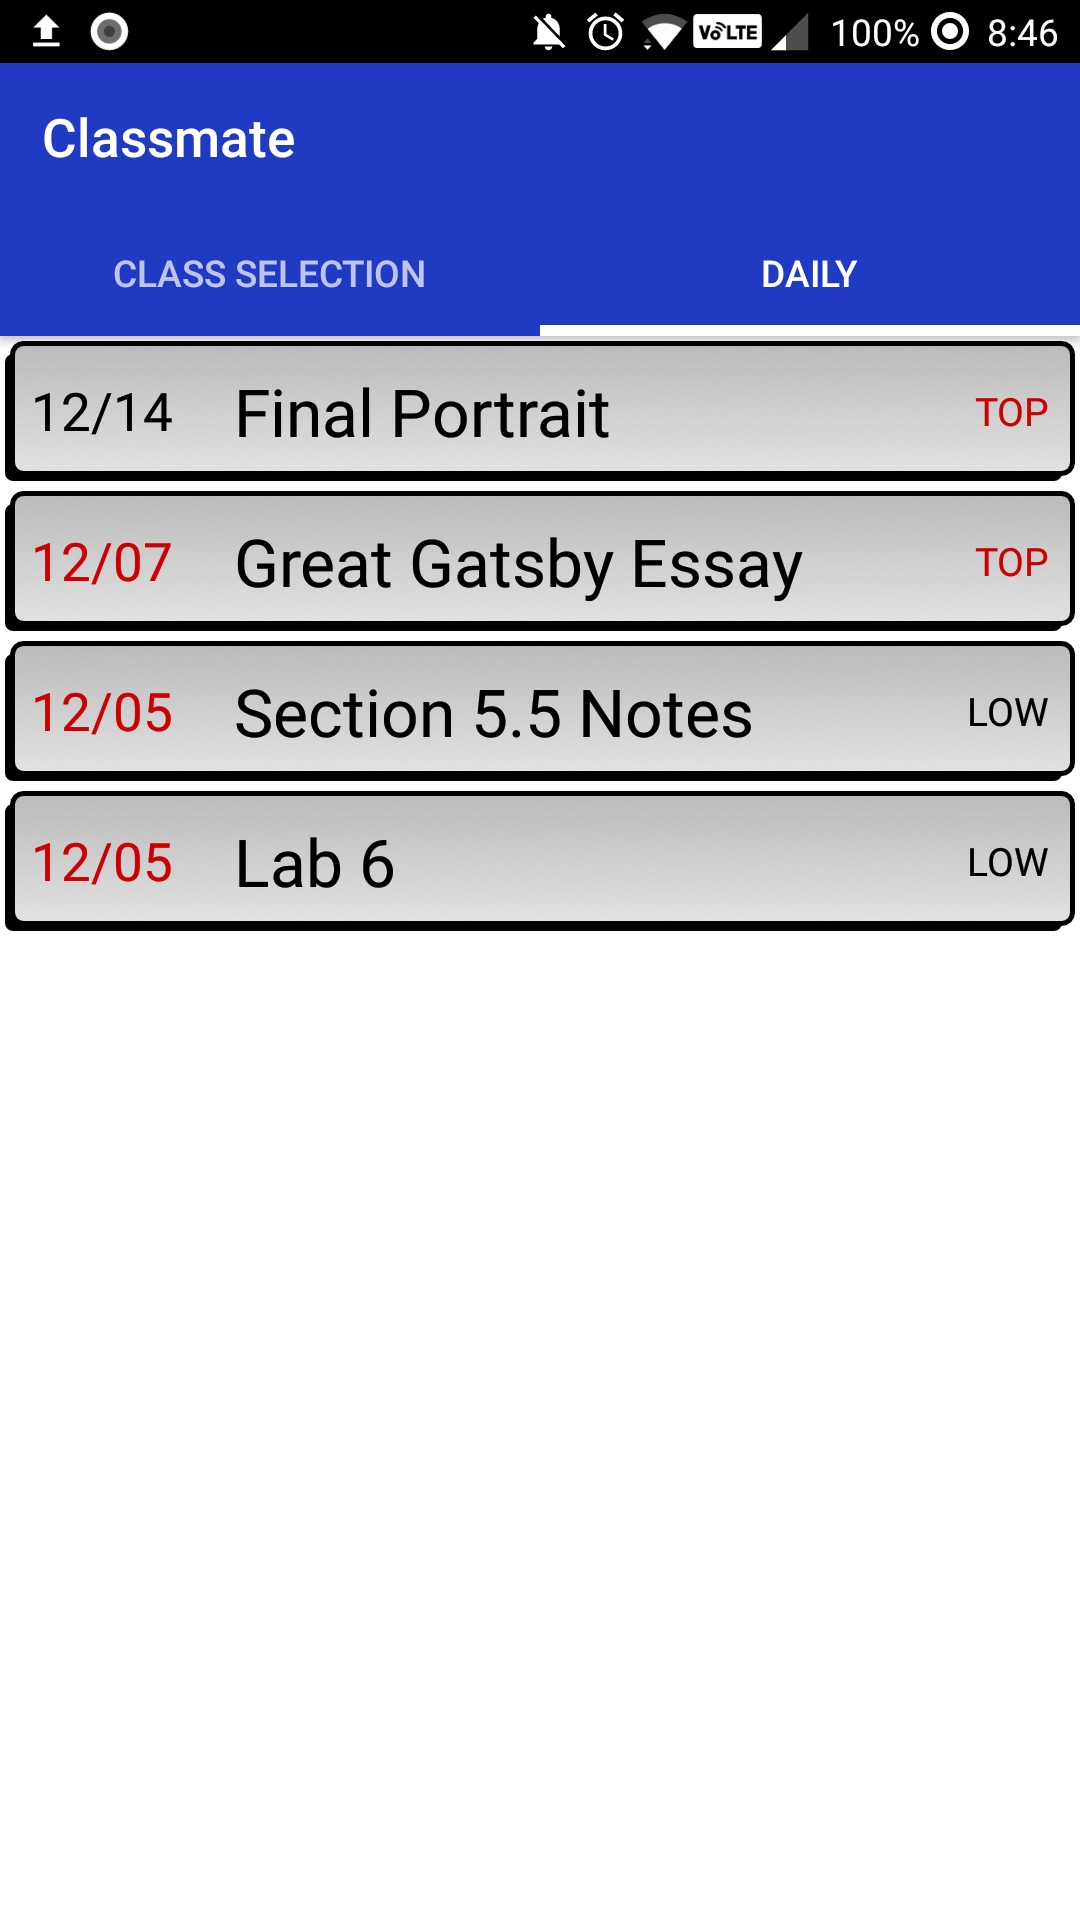 VoLTE 100% 8:46
Classmate
CLASS SELECTION DAILY
12/14 Final Portrait TOP
12/07 Great Gatsby Essay TOP
12/05 Section 5.5 Notes LOW
12/05 Lab 6 LOW